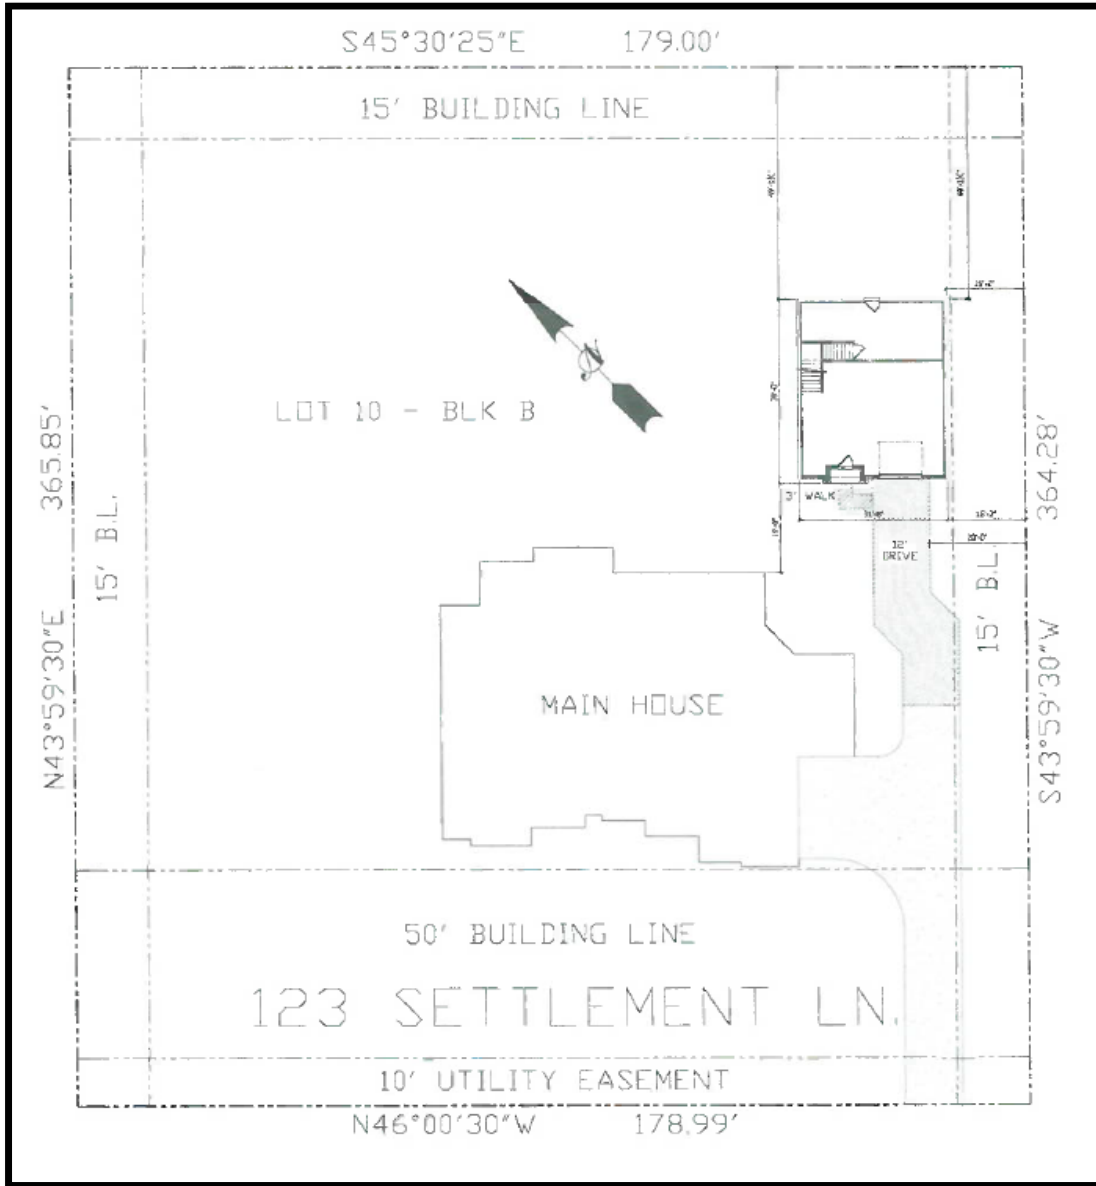 S45°30'25"E 179.00'
15' BUILDING LINE
LOT 10 - BLK B
365.85'
15' B.L.
N43°59'30"E
364.28'
3' WALK
12'
DRIVE
15' B.L.
S43°59'30"W
MAIN HOUSE
50' BUILDING LINE
123 SETTLEMENT LN.
10' UTILITY EASEMENT
N46°00'30"W 178.99'